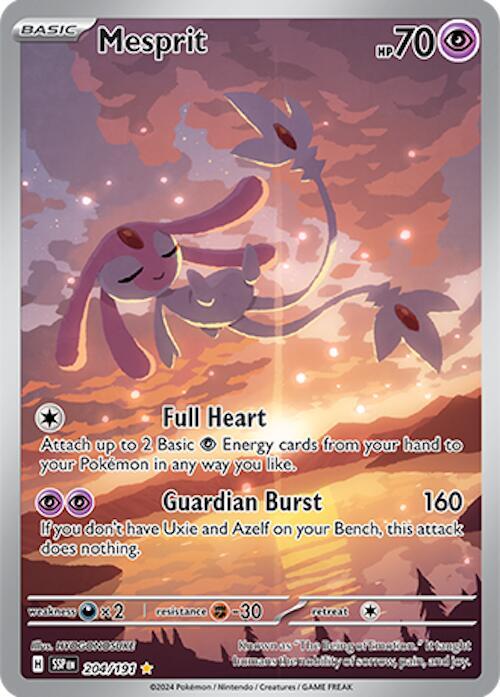 BASIC Mesprit HP70
Full Heart
Attach up to 2 Basic Energy cards from your hand to
your Pokémon in any way you like.
Guardian Burst 160
If you don't have Uxie and Azelf on your Bench, this attack
does nothing.
weakness ×2 resistance -30 retreat
Illus. HYOGONOSUKE
Known as "The Being of Emotion." It taught
humans the nobility of sorrow, pain, and joy.
H SSP EN 204/191
©2024 Pokémon / Nintendo / Creatures / GAME FREAK